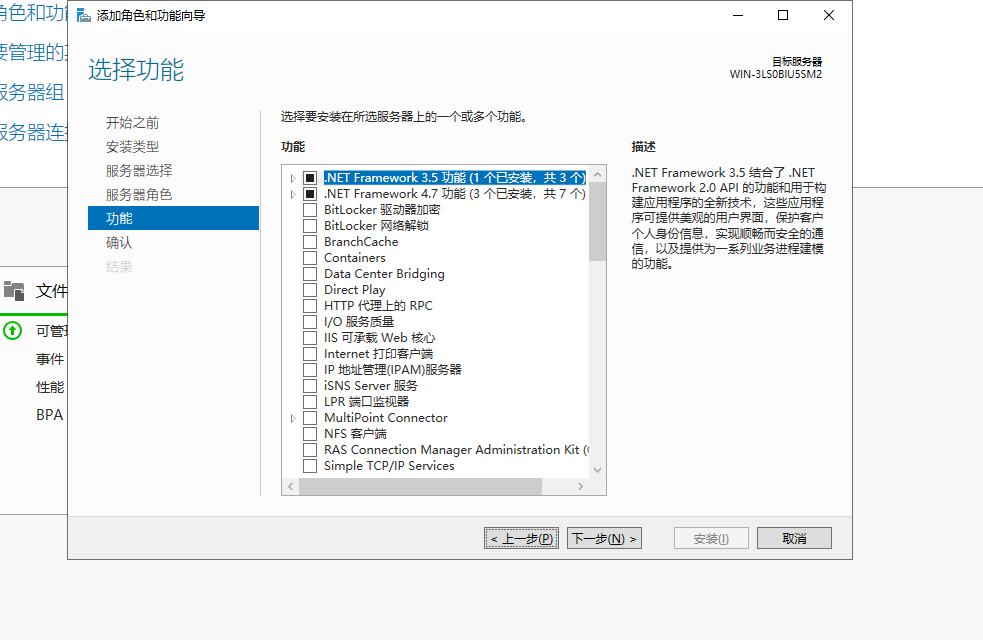 添加角色和功能向导
角色和功能
要管理的
服务器组
服务器连接
选择功能
目标服务器
WIN-3LS0BIU5SM2
开始之前
安装类型
服务器选择
服务器角色
功能
确认
结果
选择要安装在所选服务器上的一个或多个功能。
功能
.NET Framework 3.5 功能 (1 个已安装，共 3 个)
.NET Framework 4.7 功能 (3 个已安装，共 7 个)
BitLocker 驱动器加密
BitLocker 网络解锁
BranchCache
Containers
Data Center Bridging
Direct Play
HTTP 代理上的 RPC
I/O 服务质量
IIS 可承载 Web 核心
Internet 打印客户端
IP 地址管理(IPAM)服务器
iSNS Server 服务
LPR 端口监视器
MultiPoint Connector
NFS 客户端
RAS Connection Manager Administration Kit (
Simple TCP/IP Services
描述
.NET Framework 3.5 结合了 .NET
Framework 2.0 API 的功能和用于构
建应用程序的全新技术，这些应用程
序可提供美观的用户界面，保护客户
个人身份信息，实现顺畅而安全的通
信，以及提供为一系列业务进程建模
的功能。
文件
可管理
事件
性能
BPA
< 上一步(P)
下一步(N) >
安装(I)
取消